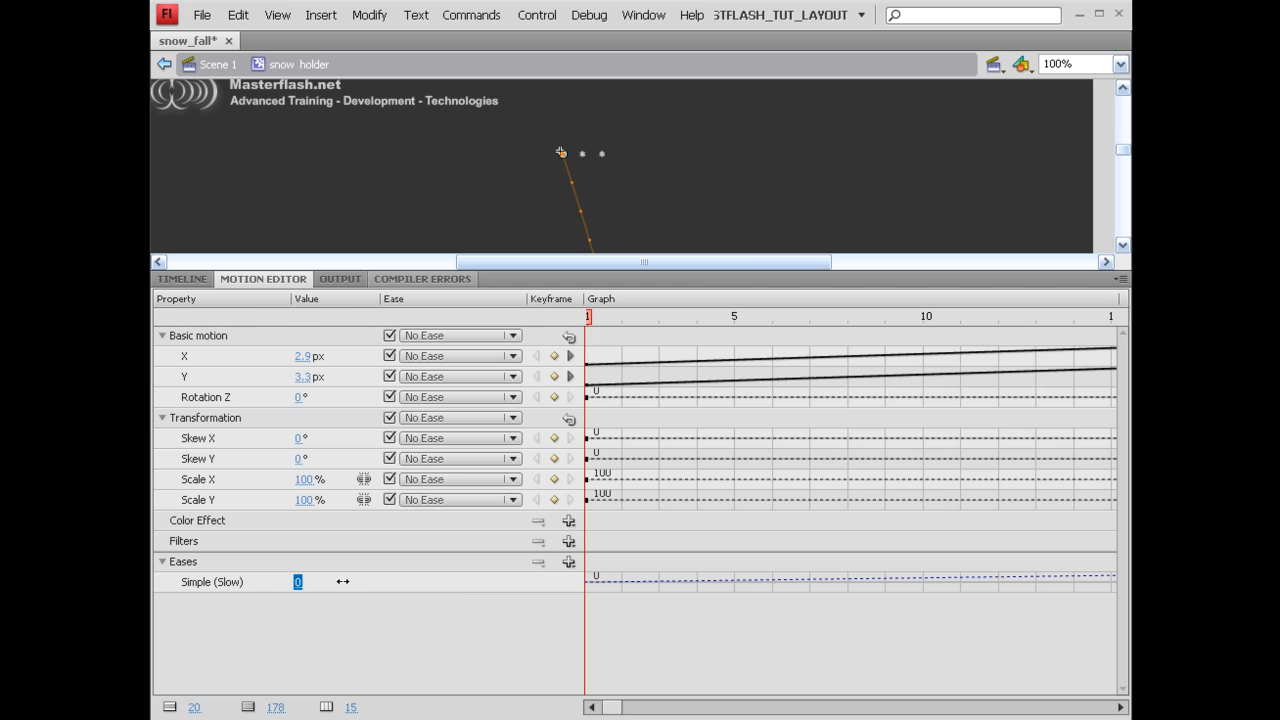 Fl File Edit View Insert Modify Text Commands Control Debug Window Help STFLASH_TUT_LAYOUT
snow_fall*
Scene 1 snow holder 100%
Masterflash.net
Advanced Training - Development - Technologies
TIMELINE MOTION EDITOR OUTPUT COMPILER ERRORS
Property Value Ease Keyframe Graph
1 5 10 1
Basic motion No Ease
X 2.9 px No Ease
Y 3.3 px No Ease
Rotation Z 0 ° No Ease 0
Transformation No Ease
Skew X 0 ° No Ease 0
Skew Y 0 ° No Ease 0
Scale X 100 % No Ease 100
Scale Y 100 % No Ease 100
Color Effect
Filters
Eases
Simple (Slow) 0 0
20 178 15